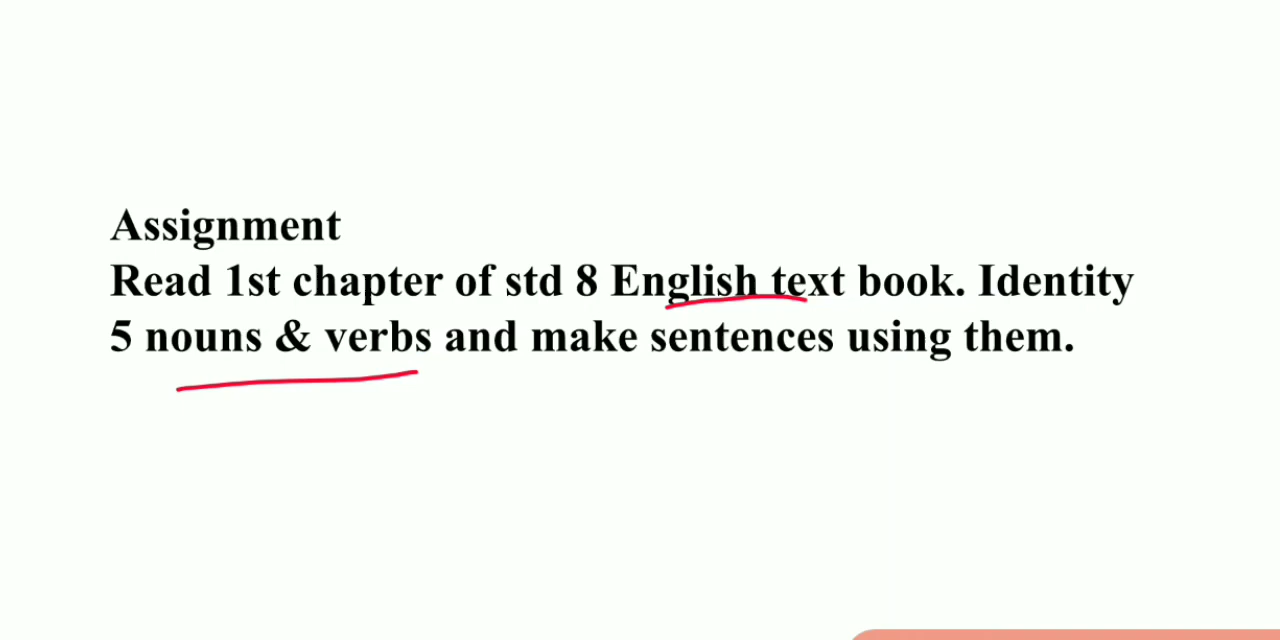 Assignment
Read 1st chapter of std 8 English text book. Identity
5 nouns & verbs and make sentences using them.